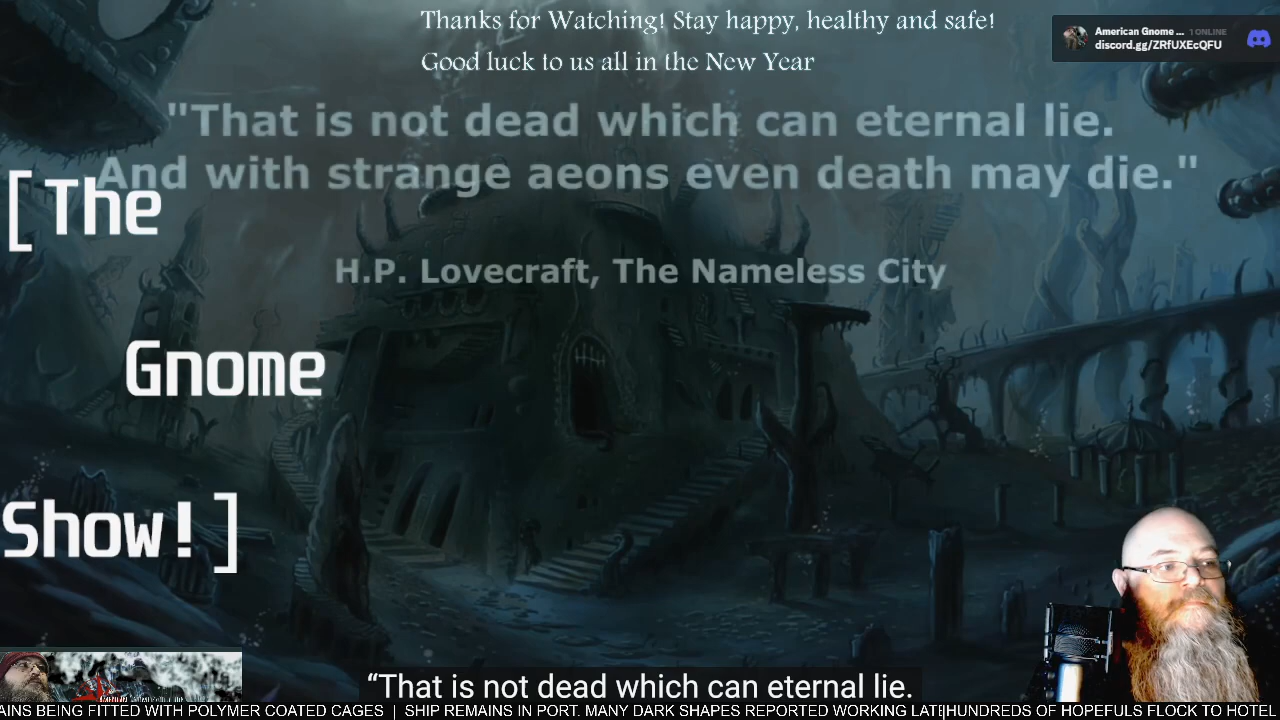 Thanks for Watching! Stay happy, healthy and safe!
Good luck to us all in the New Year
American Gnome ... 1 ONLINE
discord.gg/ZRfUXEcQFU
"That is not dead which can eternal lie.
And with strange aeons even death may die."
H.P. Lovecraft, The Nameless City
[The
Gnome
Show!]
“That is not dead which can eternal lie.
AINS BEING FITTED WITH POLYMER COATED CAGES | SHIP REMAINS IN PORT. MANY DARK SHAPES REPORTED WORKING LATE|HUNDREDS OF HOPEFULS FLOCK TO HOTEL